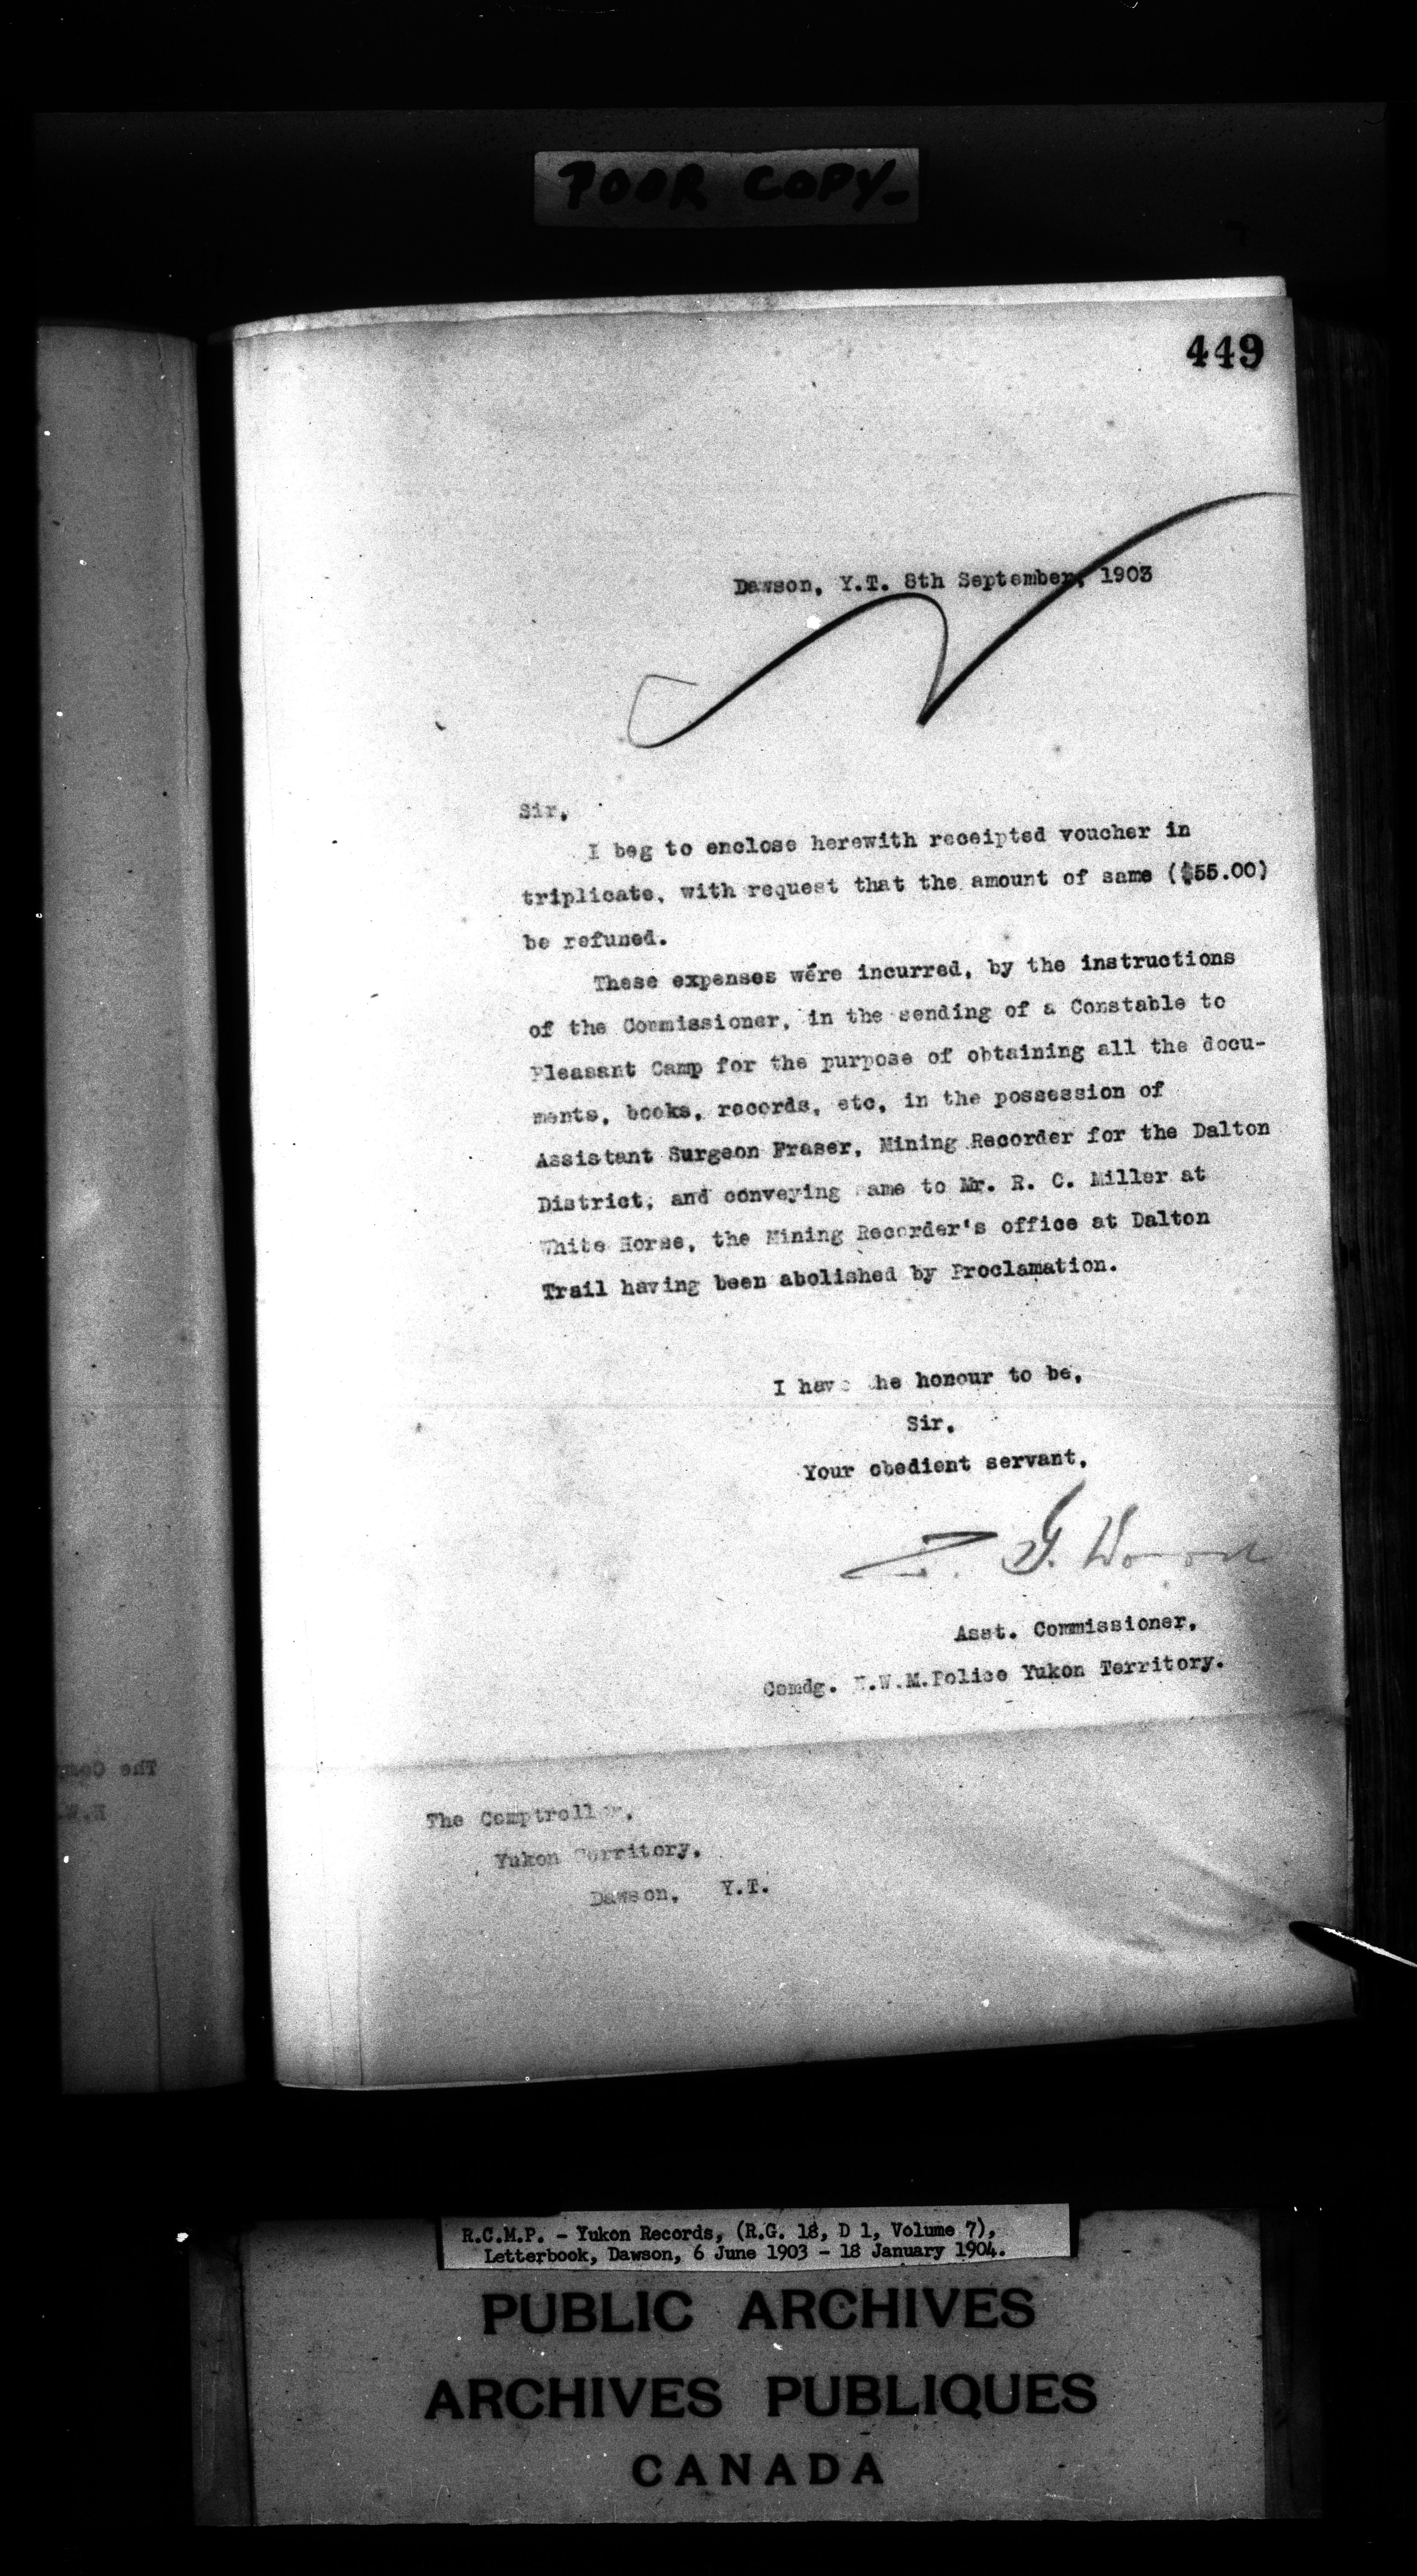 POOR COPY-
449
Dawson, Y.T. 8th September, 1903
Sir,
I beg to enclose herewith receipted voucher in
triplicate, with request that the amount of same ($55.00)
be refuned.
These expenses were incurred, by the instructions
of the Commissioner, in the sending of a Constable to
Pleasant Camp for the purpose of obtaining all the docu-
ments, books, records, etc, in the possession of
Assistant Surgeon Fraser, Mining Recorder for the Dalton
District, and conveying same to Mr. R. C. Miller at
White Horse, the Mining Recorder's office at Dalton
Trail having been abolished by Proclamation.
I have the honour to be,
Sir,
Your obedient servant,
Z. G. Wood
Asst. Commissioner,
Comdg. N.W.M.Police Yukon Territory.
The Comptroller,
Yukon Territory,
Dawson, Y.T.
R.C.M.P. - Yukon Records, (R.G. 18, D 1, Volume 7),
Letterbook, Dawson, 6 June 1903 - 18 January 1904.
PUBLIC ARCHIVES
ARCHIVES PUBLIQUES
CANADA